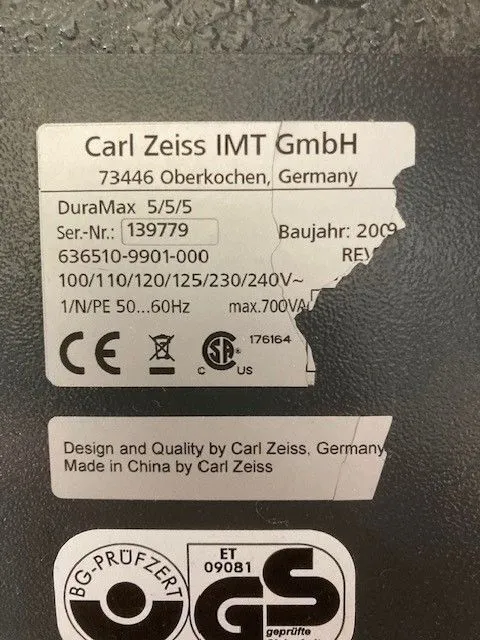 Carl Zeiss IMT GmbH
73446 Oberkochen, Germany
DuraMax 5/5/5
Ser.-Nr.: 139779
Baujahr: 2009
636510-9901-000
REV
100/110/120/125/230/240V~
1/N/PE 50...60Hz max.700VA
CE
C SA US
176164
Design and Quality by Carl Zeiss, Germany
Made in China by Carl Zeiss
BG-PRÜFZERT
ET
09081
GS
geprüfte